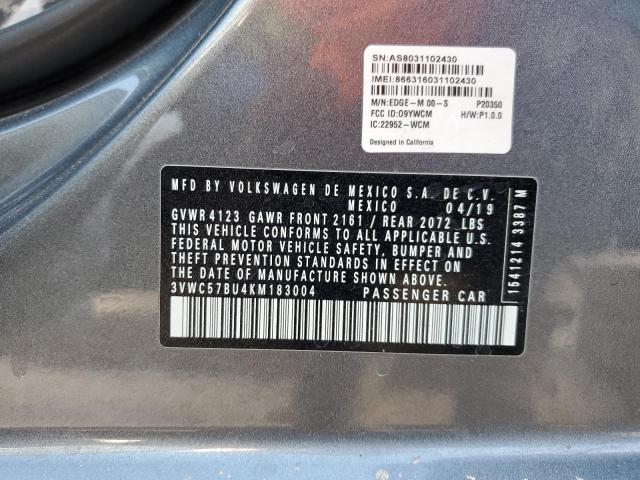 SN:AS8031102430
IMEI:866316031102430
M/N:EDGE-M 00-S P20350
FCC ID:O9YWCM H/W:P1.0.0
IC:22952-WCM
Designed in California
MFD BY VOLKSWAGEN DE MEXICO S.A. DE C.V.
MEXICO 04/19
GVWR 4123 GAWR FRONT 2161 / REAR 2072 LBS
THIS VEHICLE CONFORMS TO ALL APPLICABLE U.S.
FEDERAL MOTOR VEHICLE SAFETY, BUMPER AND
THEFT PREVENTION STANDARDS IN EFFECT ON
THE DATE OF MANUFACTURE SHOWN ABOVE.
3VWC57BU4KM183004 PASSENGER CAR
1541214 3387 M